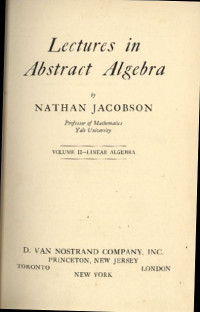 Lectures in
Abstract Algebra
by
NATHAN JACOBSON
Professor of Mathematics
Yale University
VOLUME II—LINEAR ALGEBRA
D. VAN NOSTRAND COMPANY, INC.
PRINCETON, NEW JERSEY
TORONTO LONDON
NEW YORK